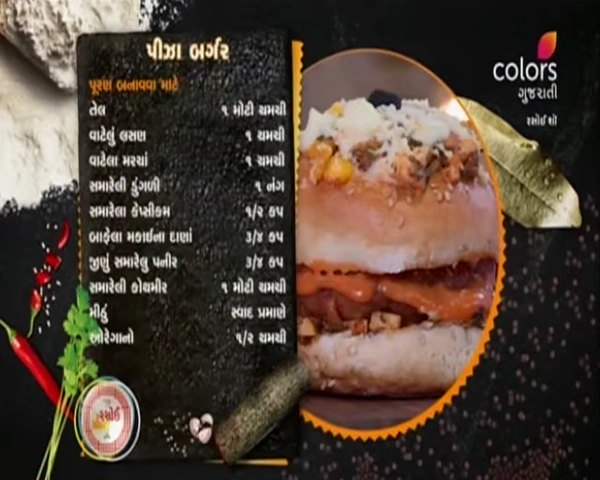 પીઝા બર્ગર
પૂરણ બનાવવા માટે
તેલ ૧ મોટી ચમચી
વાટેલુ લસણ ૧ ચમચી
વાટેલા મરચાં ૧ ચમચી
સમારેલી ડુંગળી ૧ નંગ
સમારેલા કેપ્સીકમ ૧/૨ કપ
બાફેલા મકાઈના દાણાં ૩/૪ કપ
જીણું સમારેલુ પનીર ૩/૪ કપ
સમારેલી કોથમીર ૧ મોટી ચમચી
મીઠું સ્વાદ પ્રમાણે
ઓરેગાનો ૧/૨ ચમચી
colors
ગુજરાતી
રસોઈ શો
રસોઈ